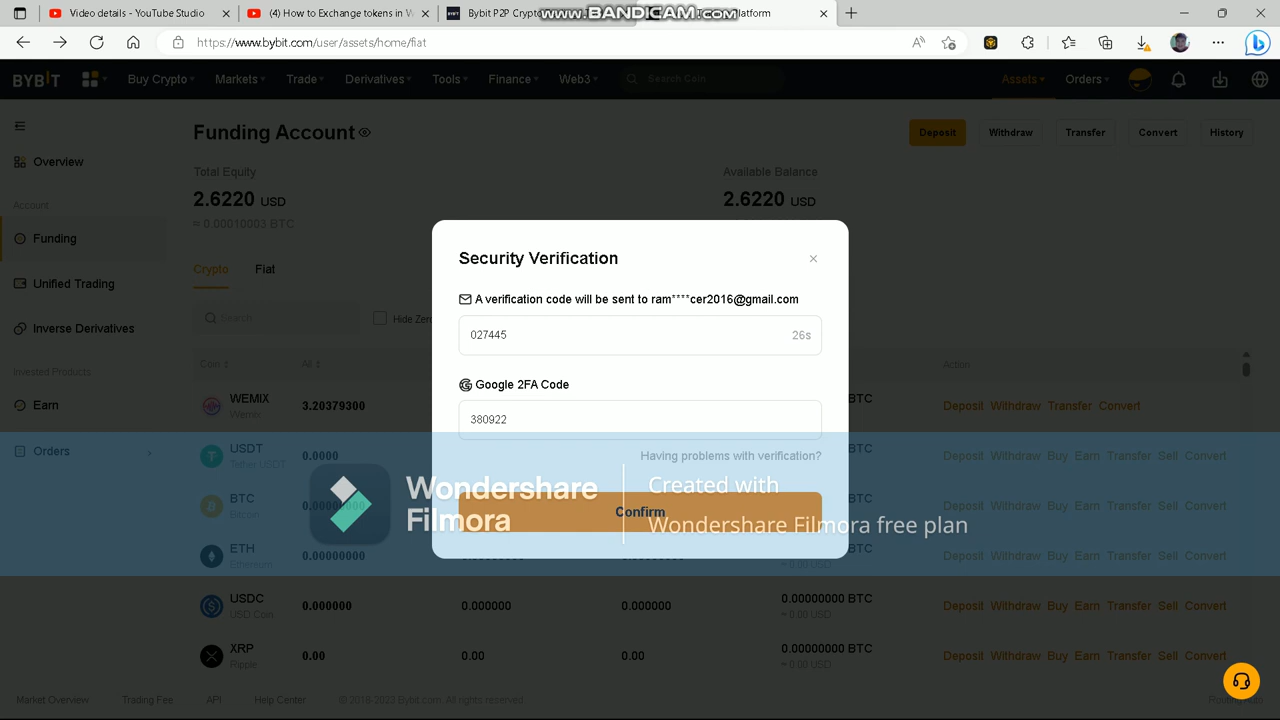 Video details - YouTube Studio
(4) How to Exchange tokens in W
Bybit P2P Crypto
www.BANDICAM.com
https://www.bybit.com/user/assets/home/fiat
BYBIT
Buy Crypto
Markets
Trade
Derivatives
Tools
Finance
Web3
Search Coin
Assets
Orders
Overview
Account
Funding
Unified Trading
Inverse Derivatives
Invested Products
Earn
Orders
Funding Account
Deposit
Withdraw
Transfer
Convert
History
Total Equity
2.6220 USD
≈ 0.00010003 BTC
Available Balance
2.6220 USD
Crypto
Fiat
Search
Hide Zero
Coin
All
Action
WEMIX
Wemix
3.20379300
BTC
Deposit Withdraw Transfer Convert
USDT
Tether USDT
0.0000
BTC
Deposit Withdraw Buy Earn Transfer Sell Convert
BTC
Bitcoin
BTC
Deposit Withdraw Buy Earn Transfer Sell Convert
ETH
Ethereum
0.00000000
BTC
≈ 0.00 USD
Deposit Withdraw Buy Earn Transfer Sell Convert
USDC
USD Coin
0.000000
0.000000
0.000000
0.00000000 BTC
≈ 0.00 USD
Deposit Withdraw Buy Earn Transfer Sell Convert
XRP
Ripple
0.00
0.00
0.00
0.00000000 BTC
≈ 0.00 USD
Deposit Withdraw Buy Earn Transfer Sell Convert
Security Verification
A verification code will be sent to ram****cer2016@gmail.com
027445
26s
Google 2FA Code
380922
Having problems with verification?
Confirm
Wondershare
Filmora
Created with
Wondershare Filmora free plan
Market Overview
Trading Fee
API
Help Center
© 2018-2023 Bybit.com. All rights reserved.